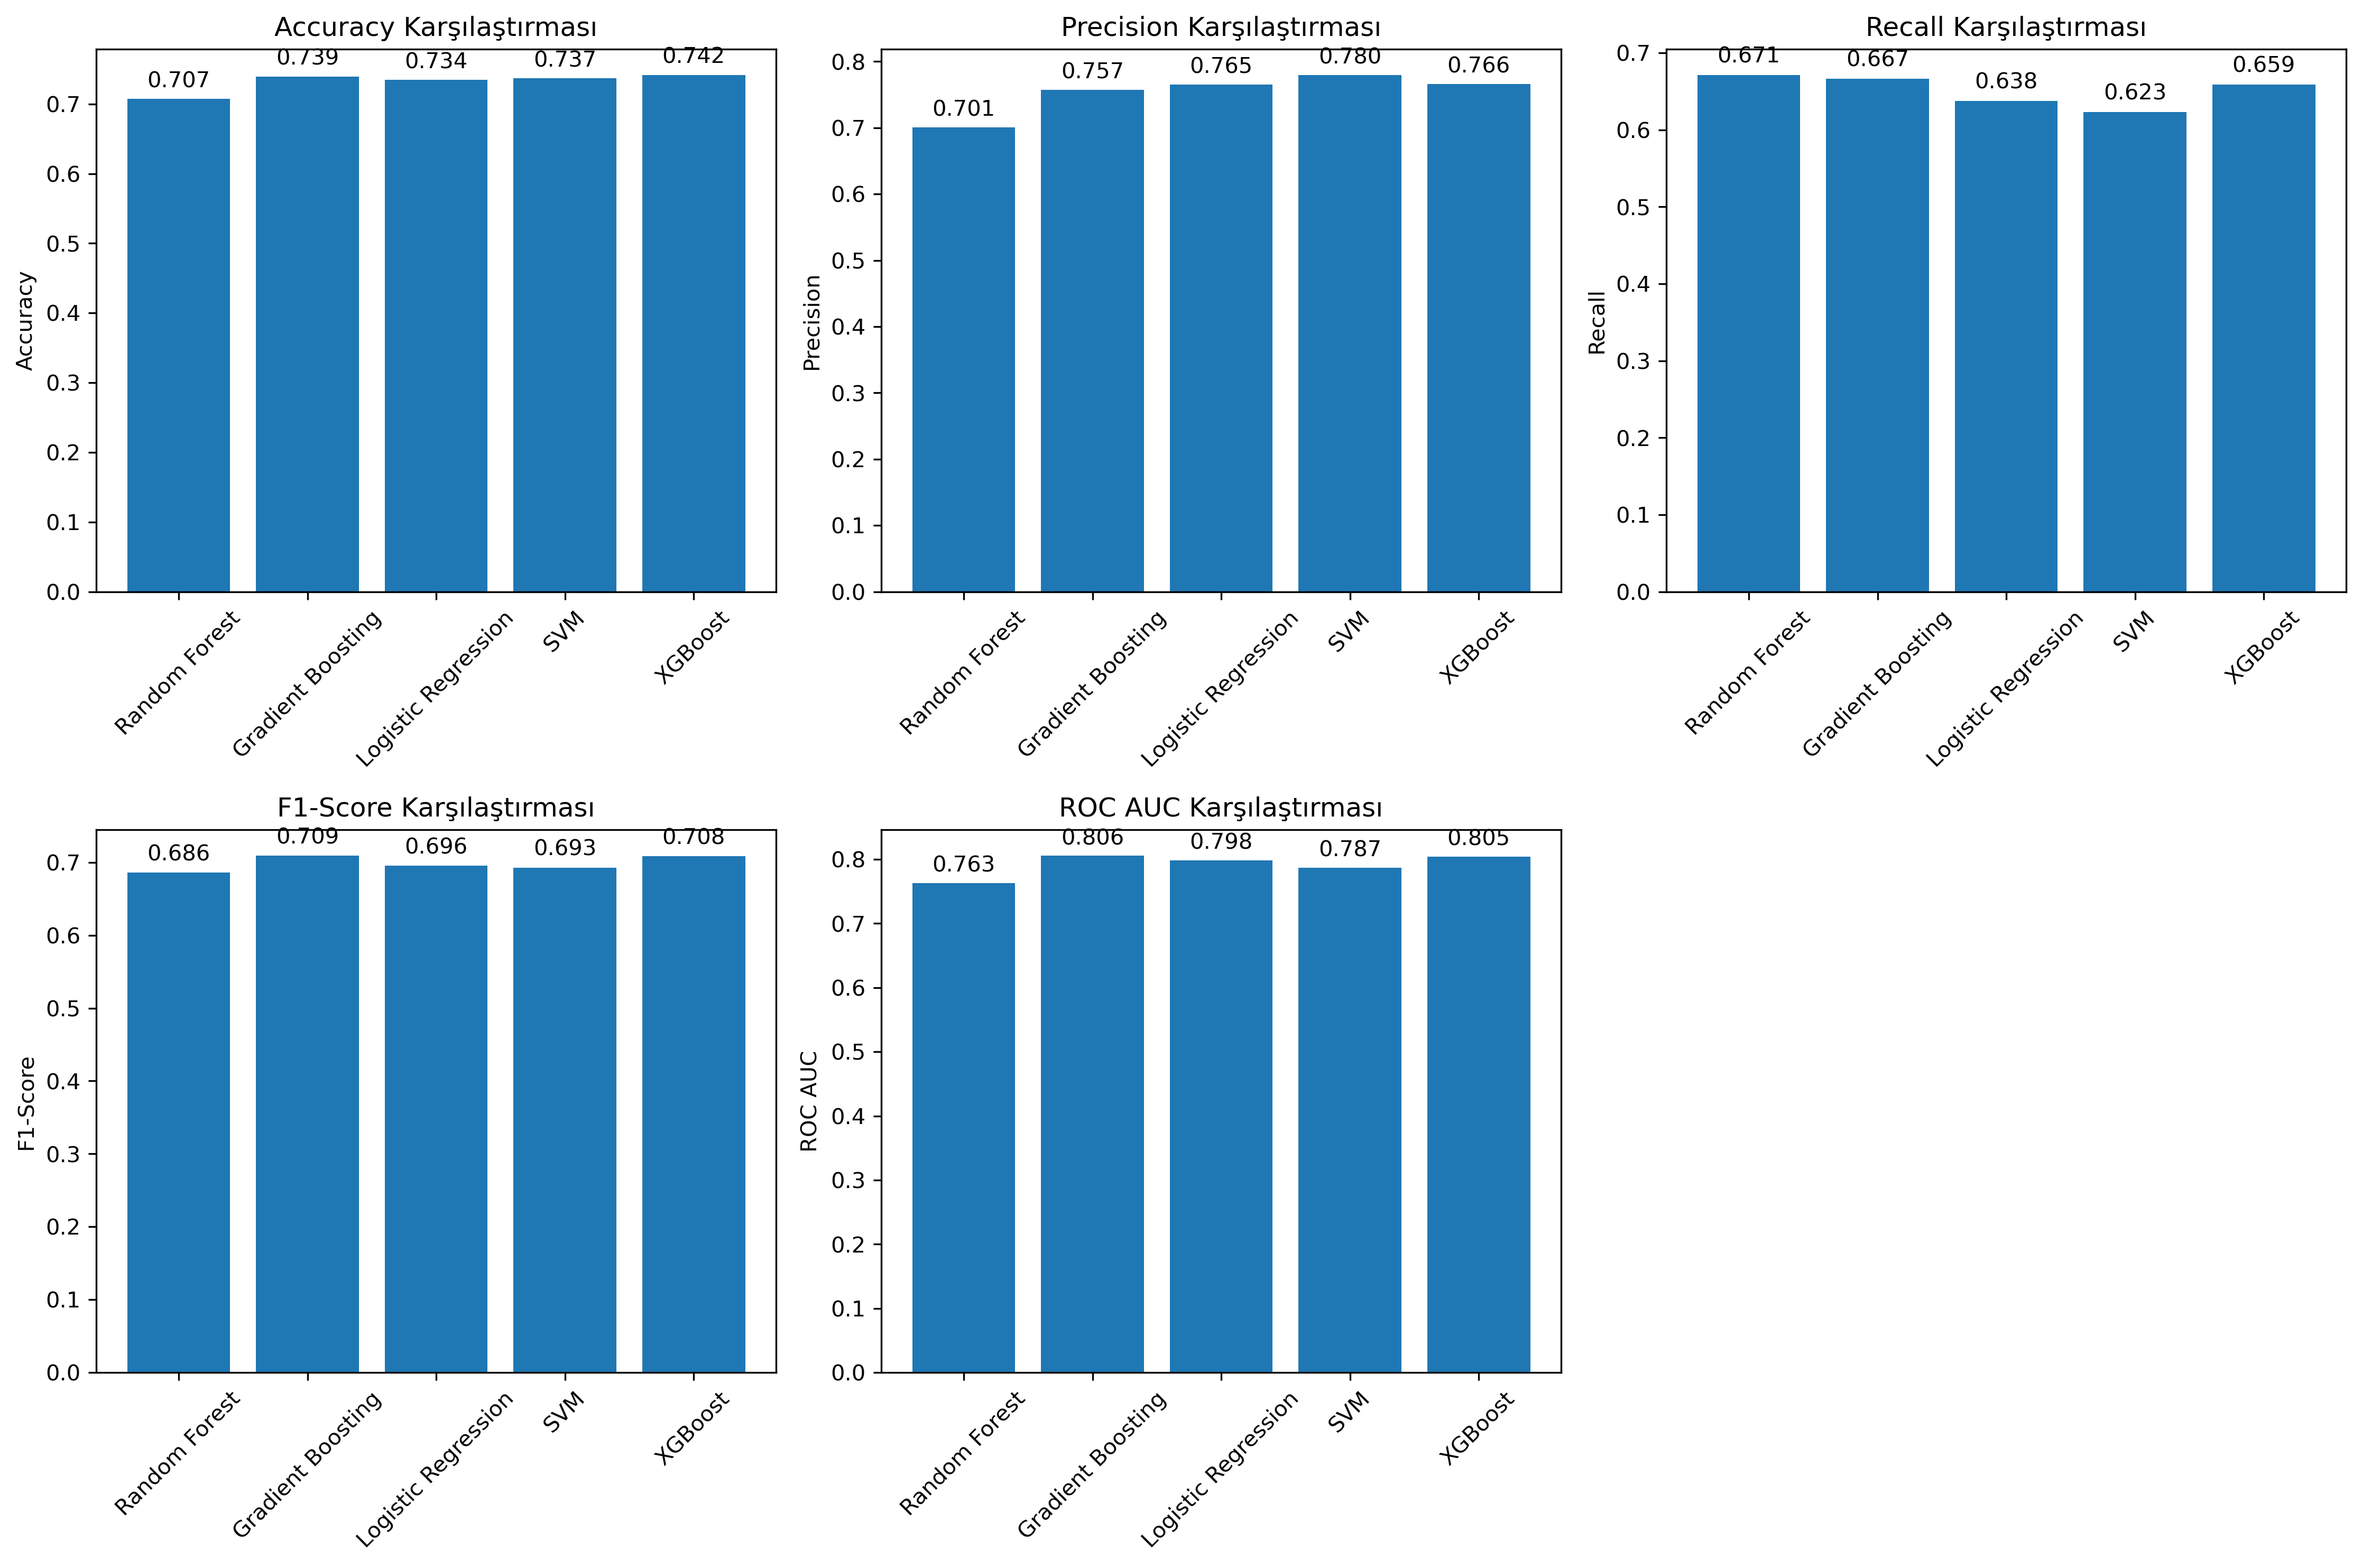 Accuracy Karşılaştırması
0.707
0.739
0.734
0.737
0.742
0.7
0.6
0.5
0.4
0.3
0.2
0.1
0.0
Accuracy
Random Forest
Gradient Boosting
Logistic Regression
SVM
XGBoost
Precision Karşılaştırması
0.701
0.757
0.765
0.780
0.766
0.8
0.7
0.6
0.5
0.4
0.3
0.2
0.1
0.0
Precision
Random Forest
Gradient Boosting
Logistic Regression
SVM
XGBoost
Recall Karşılaştırması
0.671
0.667
0.638
0.623
0.659
0.7
0.6
0.5
0.4
0.3
0.2
0.1
0.0
Recall
Random Forest
Gradient Boosting
Logistic Regression
SVM
XGBoost
F1-Score Karşılaştırması
0.686
0.709
0.696
0.693
0.708
0.7
0.6
0.5
0.4
0.3
0.2
0.1
0.0
F1-Score
Random Forest
Gradient Boosting
Logistic Regression
SVM
XGBoost
ROC AUC Karşılaştırması
0.763
0.806
0.798
0.787
0.805
0.8
0.7
0.6
0.5
0.4
0.3
0.2
0.1
0.0
ROC AUC
Random Forest
Gradient Boosting
Logistic Regression
SVM
XGBoost